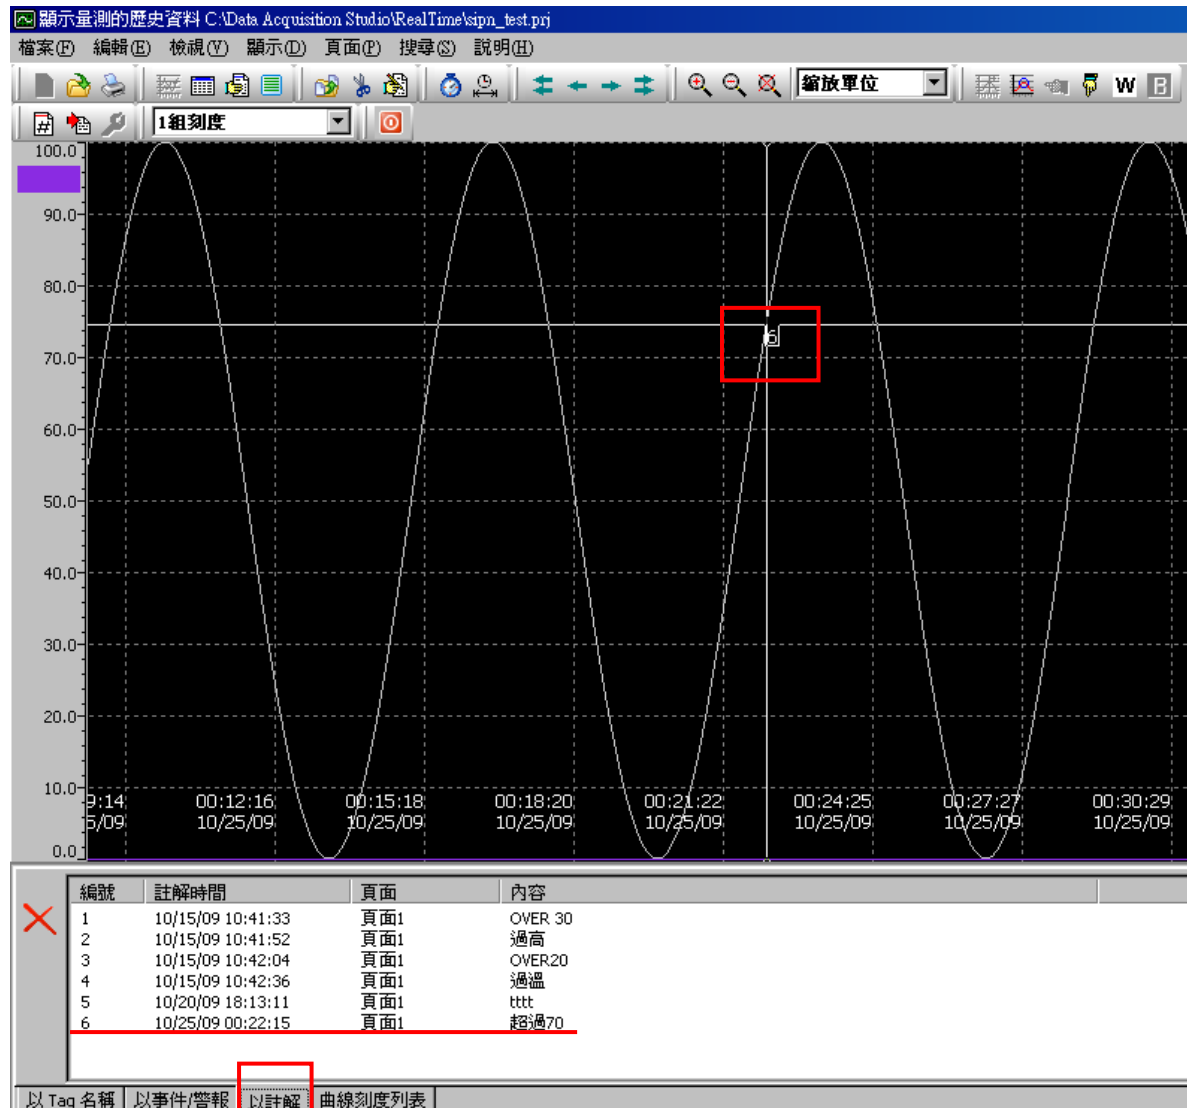 顯示量測的歷史資料 C:\Data Acquisition Studio\RealTime\sipn_test.prj
檔案(F) 編輯(E) 檢視(V) 顯示(D) 頁面(P) 搜尋(S) 說明(H)
縮放單位 W B
# 1組刻度
100.0
90.0
80.0
6
70.0
60.0
50.0
40.0
30.0
20.0
10.0
9:14 00:12:16 00:15:18 00:18:20 00:21:22 00:24:25 00:27:27 00:30:29
5/09 10/25/09 10/25/09 10/25/09 10/25/09 10/25/09 10/25/09 10/25/09
0.0
編號 註解時間 頁面 內容
1 10/15/09 10:41:33 頁面1 OVER 30
2 10/15/09 10:41:52 頁面1 過高
3 10/15/09 10:42:04 頁面1 OVER20
4 10/15/09 10:42:36 頁面1 過溫
5 10/20/09 18:13:11 頁面1 tttt
6 10/25/09 00:22:15 頁面1 超過70
以 Tag 名稱 以事件/警報 以註解 曲線刻度列表